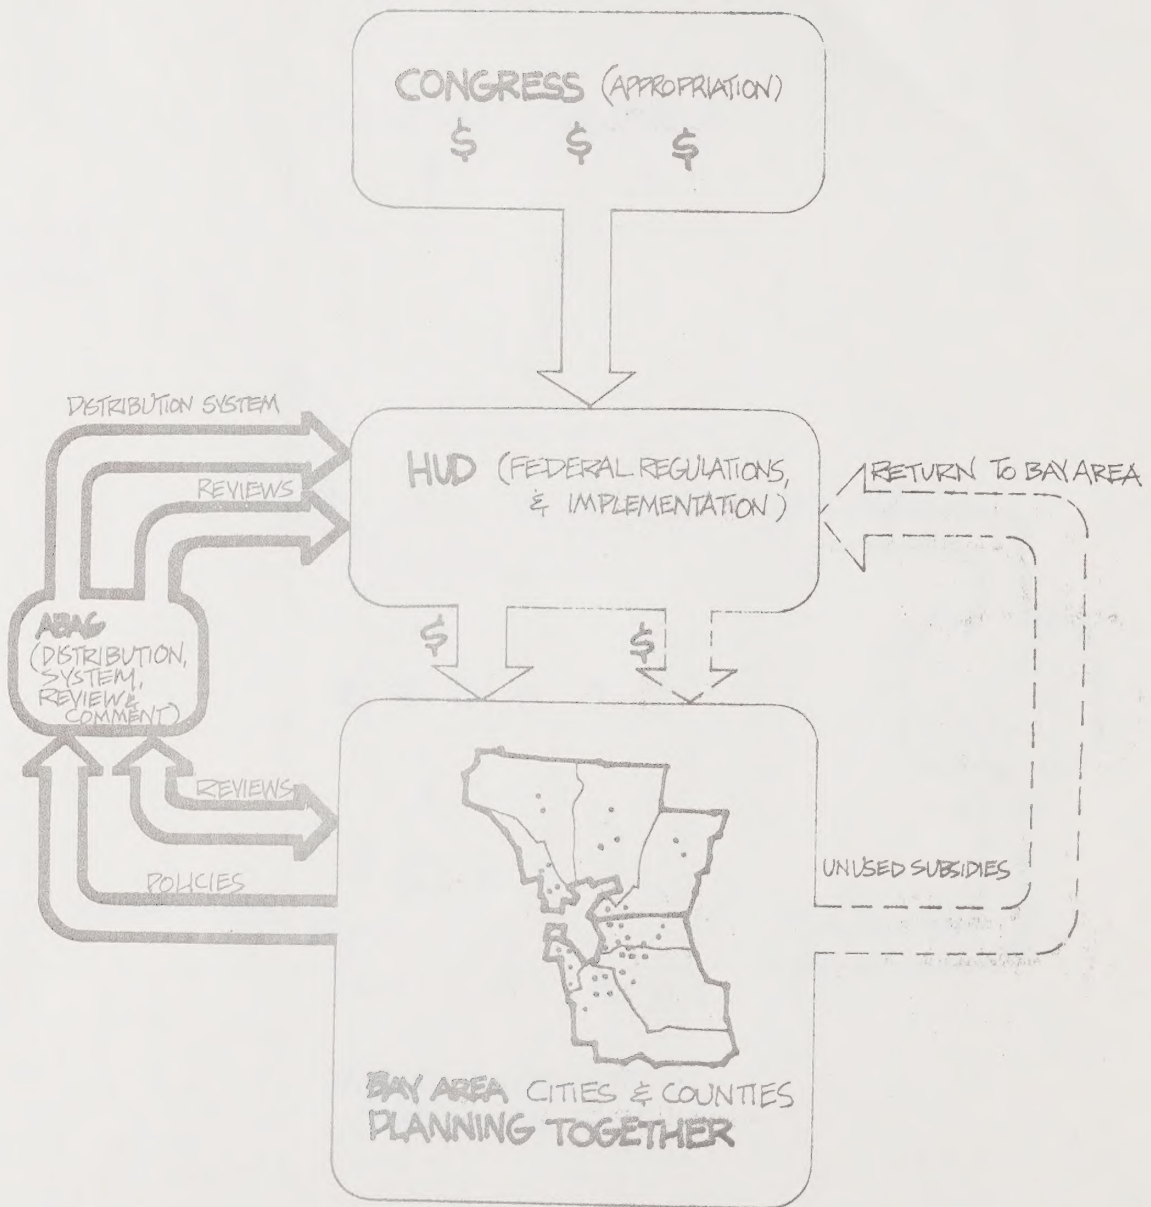 CONGRESS (APPROPRIATION)
$ $ $
DISTRIBUTION SYSTEM
REVIEWS
HUD (FEDERAL REGULATIONS,
& IMPLEMENTATION)
RETURN TO BAY AREA
ABAG
(DISTRIBUTION,
SYSTEM,
REVIEW &
COMMENT)
$ $
REVIEWS
POLICIES
UNUSED SUBSIDIES
BAY AREA CITIES & COUNTIES
PLANNING TOGETHER